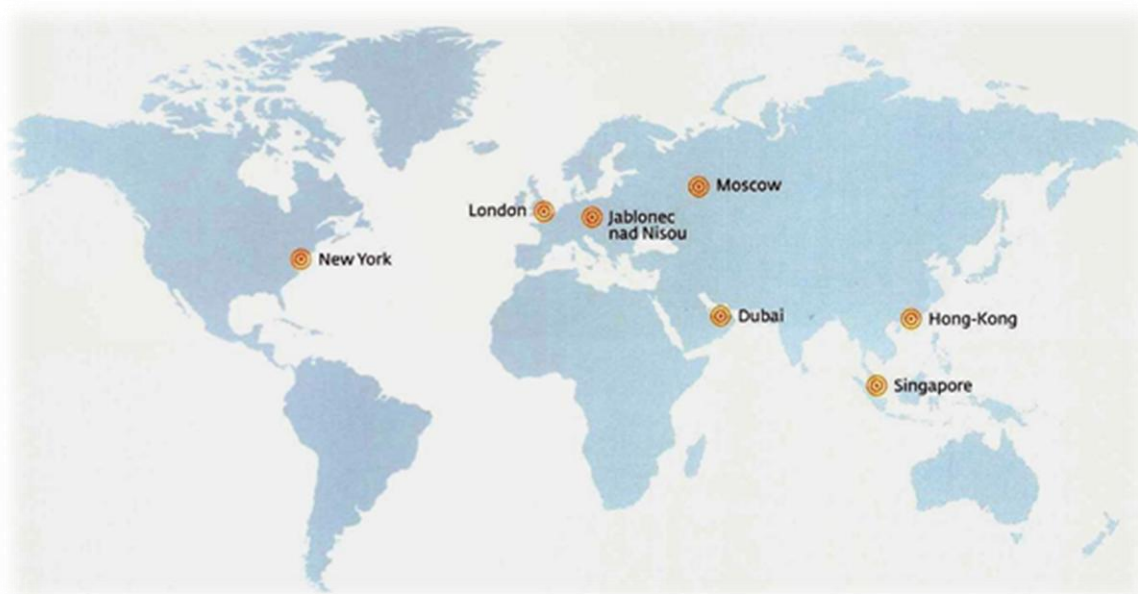 Moscow
London
Jablonec
nad Nisou
New York
Dubai
Hong-Kong
Singapore